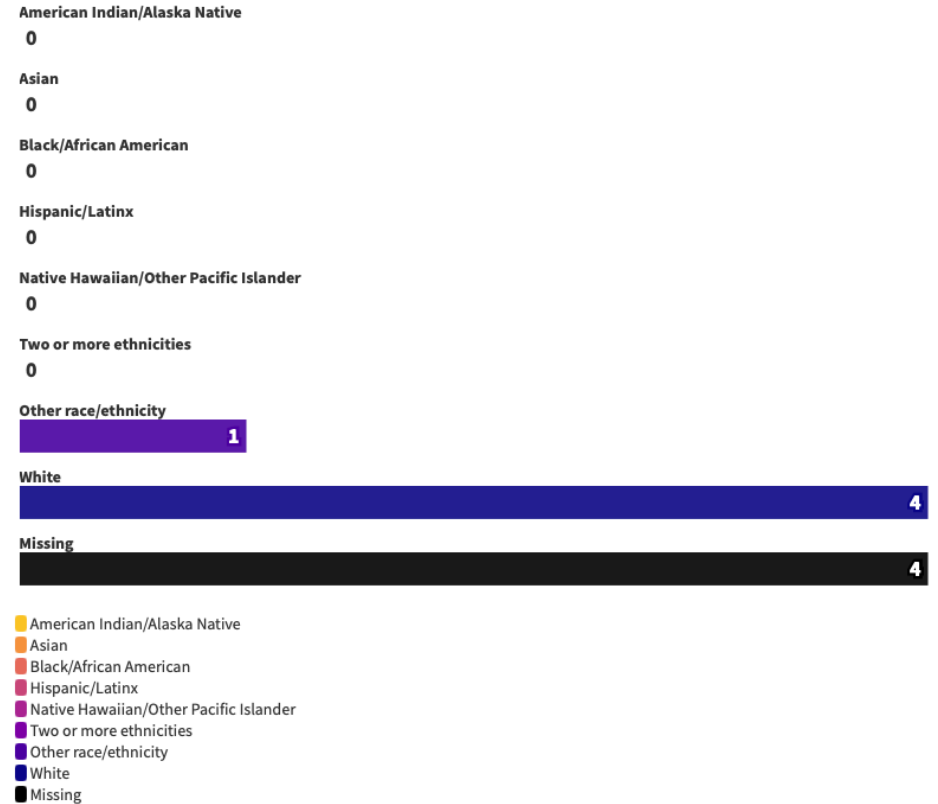 American Indian/Alaska Native
0
Asian
0
Black/African American
0
Hispanic/Latinx
0
Native Hawaiian/Other Pacific Islander
0
Two or more ethnicities
0
Other race/ethnicity
1
White
4
Missing
4
American Indian/Alaska Native
Asian
Black/African American
Hispanic/Latinx
Native Hawaiian/Other Pacific Islander
Two or more ethnicities
Other race/ethnicity
White
Missing